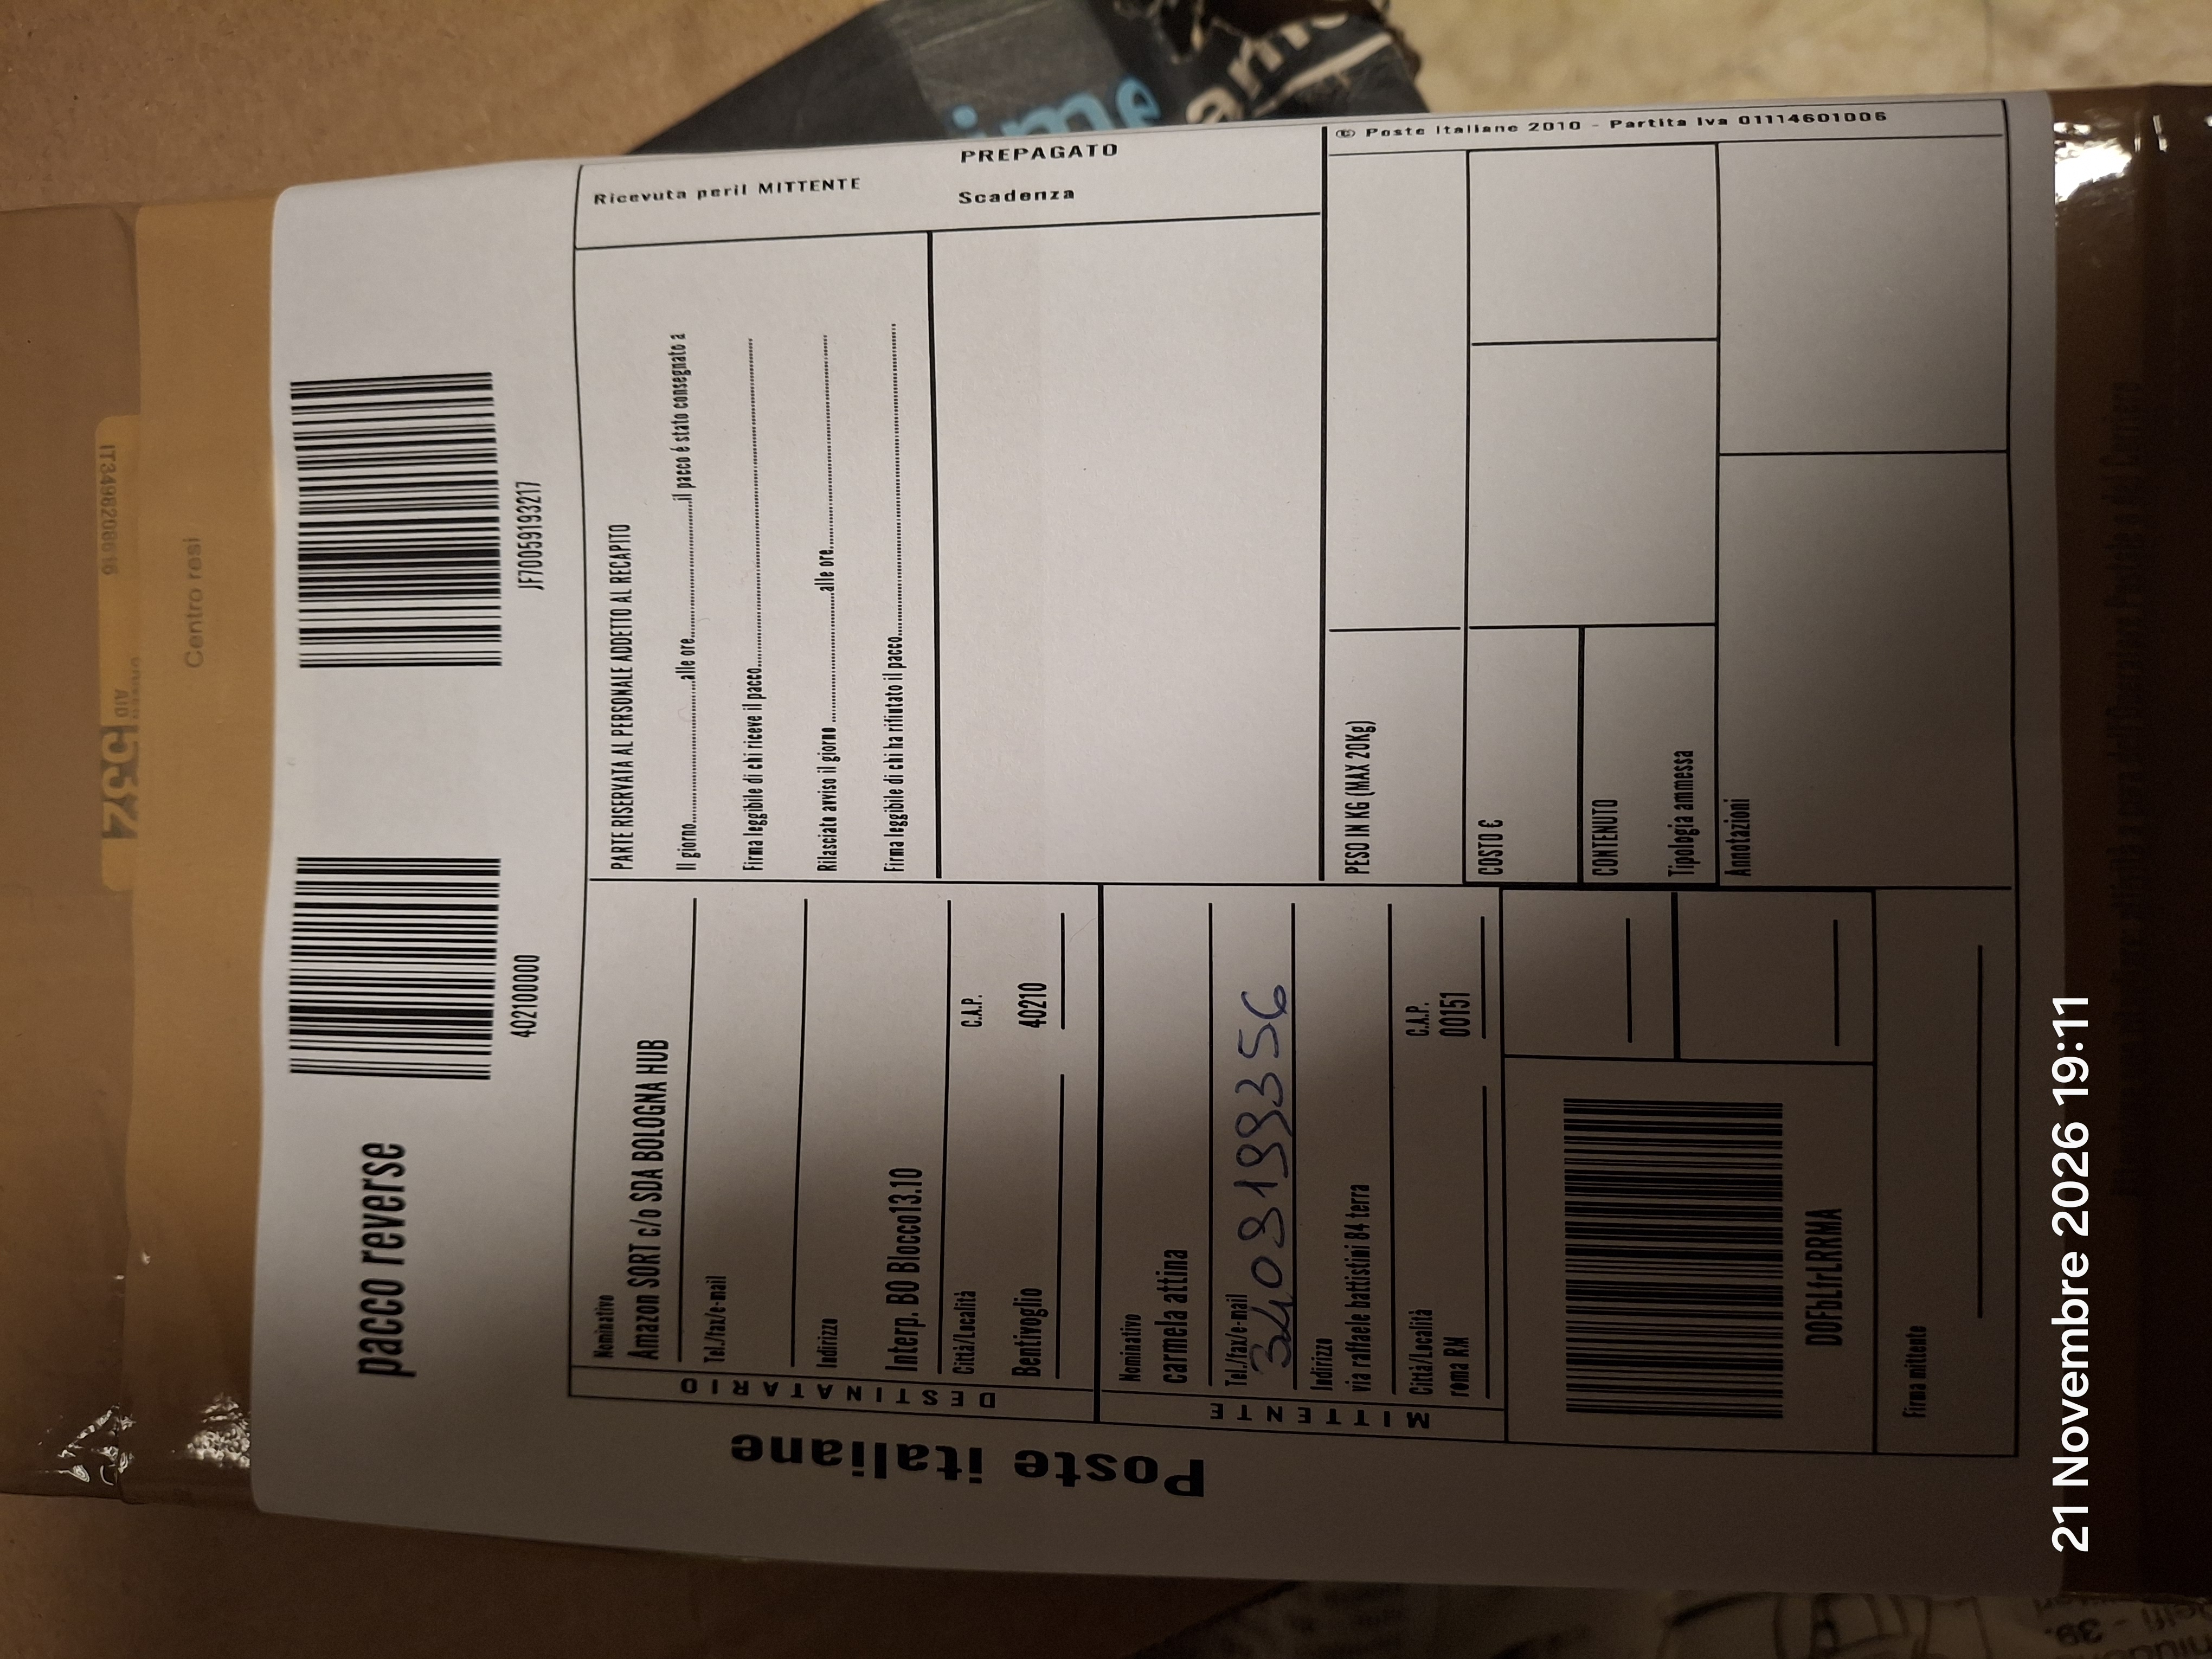 IT34982088616
532
AID
Centro resi
pacco reverse
402100000
JF70059193217
Poste italiane
DESTINATARIO
Nominativo
Amazon SORT c/o SDA BOLOGNA HUB
Tel./fax/e-mail
Indirizzo
Interp. BO Blocco13.10
Città/Località C.A.P.
Bentivoglio 40210
MITTENTE
Nominativo
carmela attina
Tel./fax/e-mail
3409199356
Indirizzo
via raffaele battistini 84 terra
Città/Località C.A.P.
roma RM 00151
DOFbLfrLRRMA
Firma mittente
PARTE RISERVATA AL PERSONALE ADDETTO AL RECAPITO
Il giorno..............................alle ore..............................il pacco é stato consegnato a
Firma leggibile di chi riceve il pacco..............................
Rilasciato avviso il giorno ..............................alle ore..............................
Firma leggibile di chi ha rifiutato il pacco..............................
Ricevuta peril MITTENTE
PREPAGATO
Scadenza
PESO IN KG (MAX 20Kg)
COSTO €
CONTENUTO
Tipologia ammessa
Annotazioni
© Poste Italiane 2010 - Partita Iva 01114601006
21 Novembre 2026 19:11